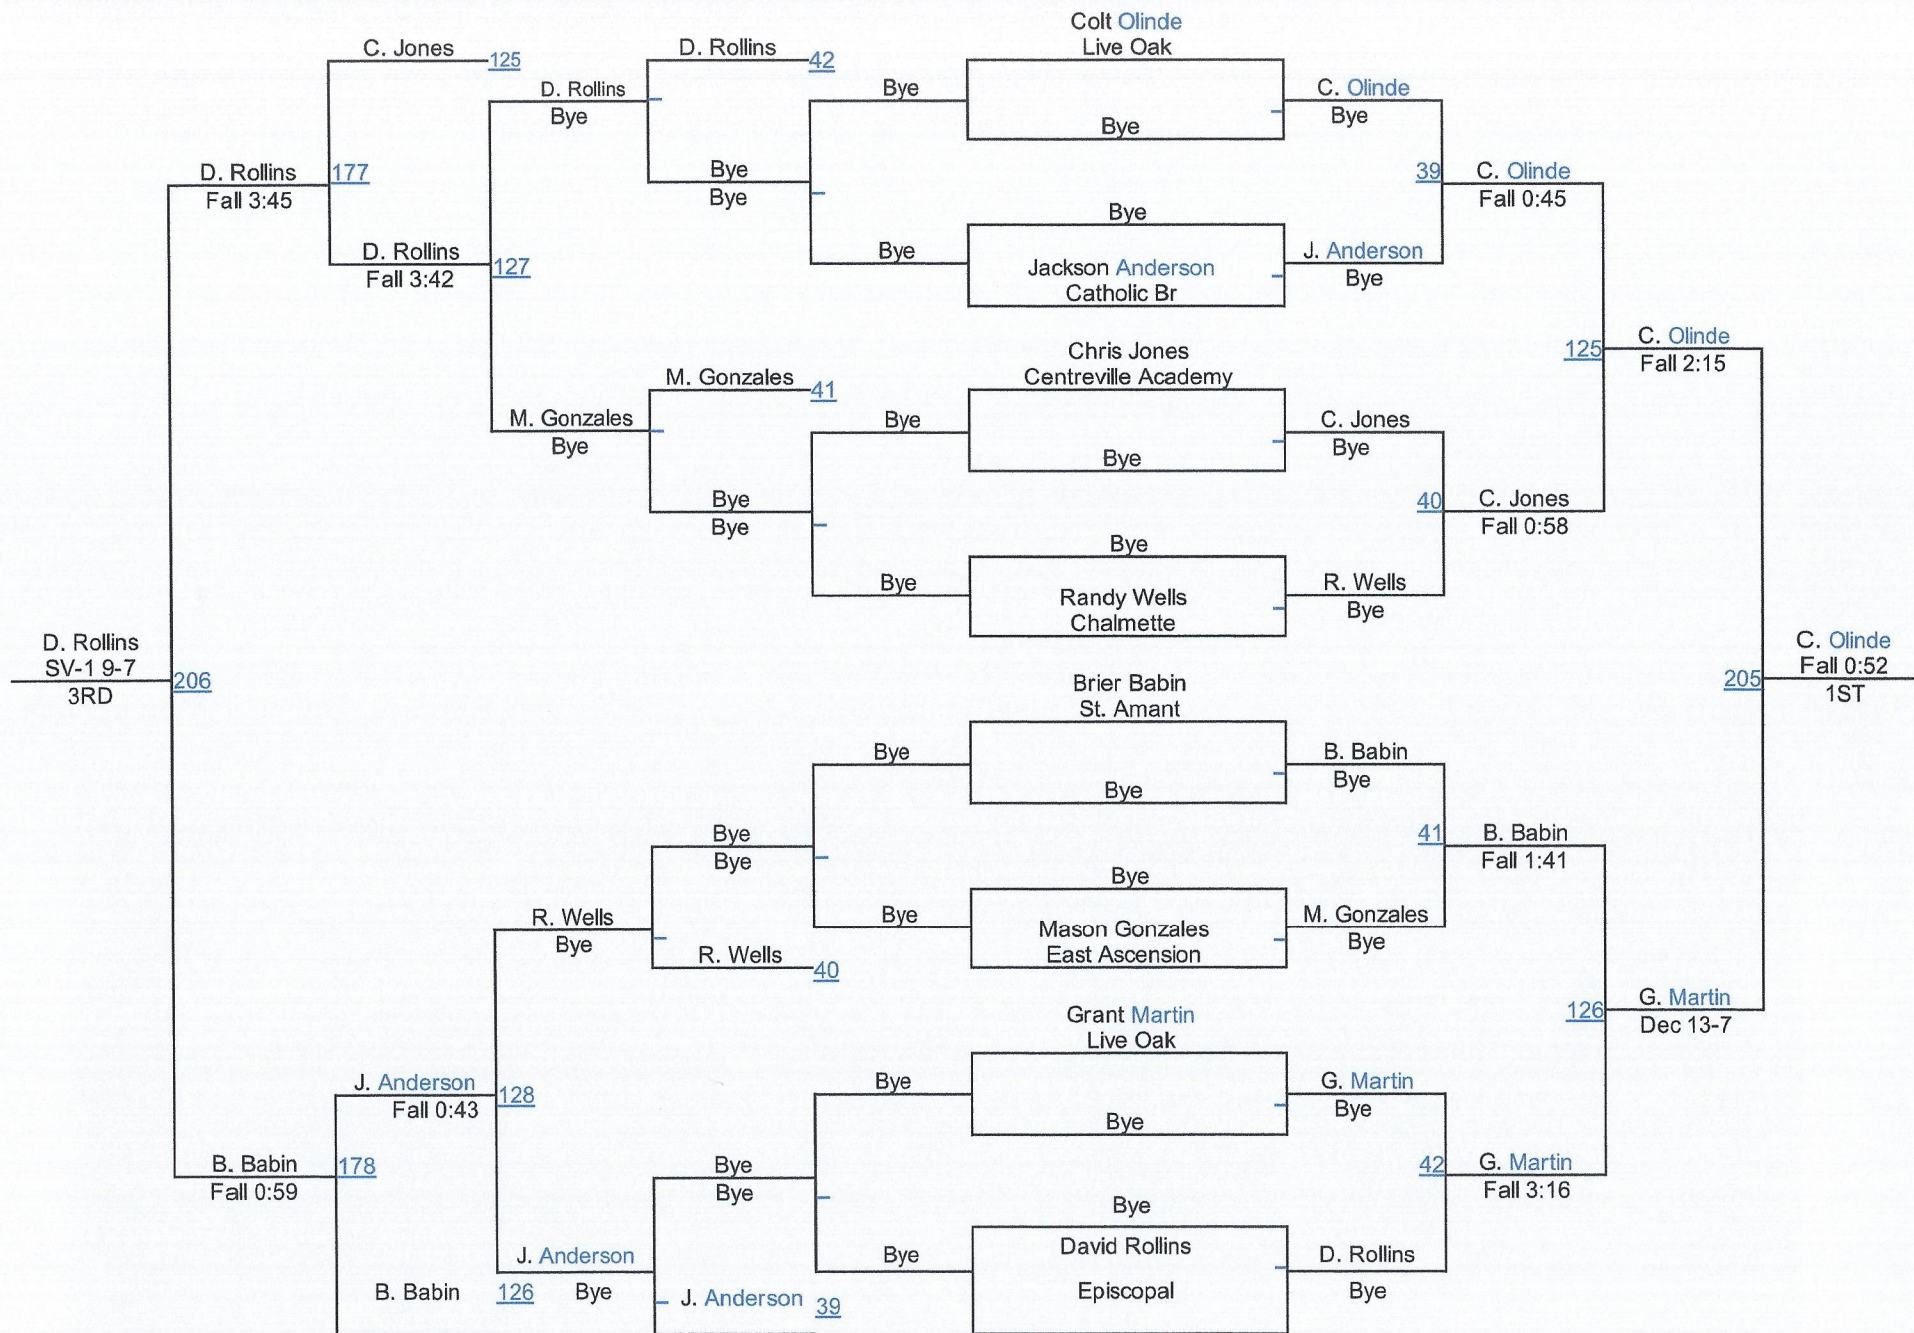 Colt Olinde
C. Jones
125
D. Rollins
42
Live Oak
D. Rollins
Bye
Bye
C. Olinde
Bye
Bye
Bye
D. Rollins
177
Fall 3:45
Bye
Bye
39
C. Olinde
Fall 0:45
Bye
D. Rollins
127
Fall 3:42
Bye
Jackson Anderson
Catholic Br
J. Anderson
Bye
Chris Jones
Centreville Academy
125
C. Olinde
Fall 2:15
M. Gonzales
41
M. Gonzales
Bye
Bye
C. Jones
Bye
Bye
Bye
Bye
40
C. Jones
Fall 0:58
Bye
Bye
Randy Wells
Chalmette
R. Wells
Bye
D. Rollins
SV-1 9-7
3RD
206
Brier Babin
St. Amant
205
C. Olinde
Fall 0:52
1ST
Bye
B. Babin
Bye
Bye
Bye
Bye
41
B. Babin
Fall 1:41
Bye
R. Wells
Bye
Bye
Mason Gonzales
East Ascension
M. Gonzales
Bye
R. Wells
40
Grant Martin
Live Oak
126
G. Martin
Dec 13-7
J. Anderson
Fall 0:43
128
Bye
G. Martin
Bye
Bye
B. Babin
Fall 0:59
178
Bye
Bye
42
G. Martin
Fall 3:16
Bye
J. Anderson
Bye
Bye
David Rollins
Episcopal
D. Rollins
Bye
B. Babin
126
J. Anderson
39